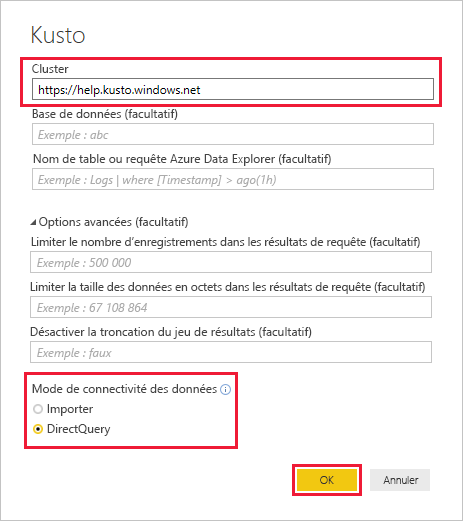 Kusto
Cluster
https://help.kusto.windows.net
Base de données (facultatif)
Exemple : abc
Nom de table ou requête Azure Data Explorer (facultatif)
Exemple : Logs | where [Timestamp] > ago(1h)
Options avancées (facultatif)
Limiter le nombre d’enregistrements dans les résultats de requête (facultatif)
Exemple : 500 000
Limiter la taille des données en octets dans les résultats de requête (facultatif)
Exemple : 67 108 864
Désactiver la troncation du jeu de résultats (facultatif)
Exemple : faux
Mode de connectivité des données
Importer
DirectQuery
OK Annuler